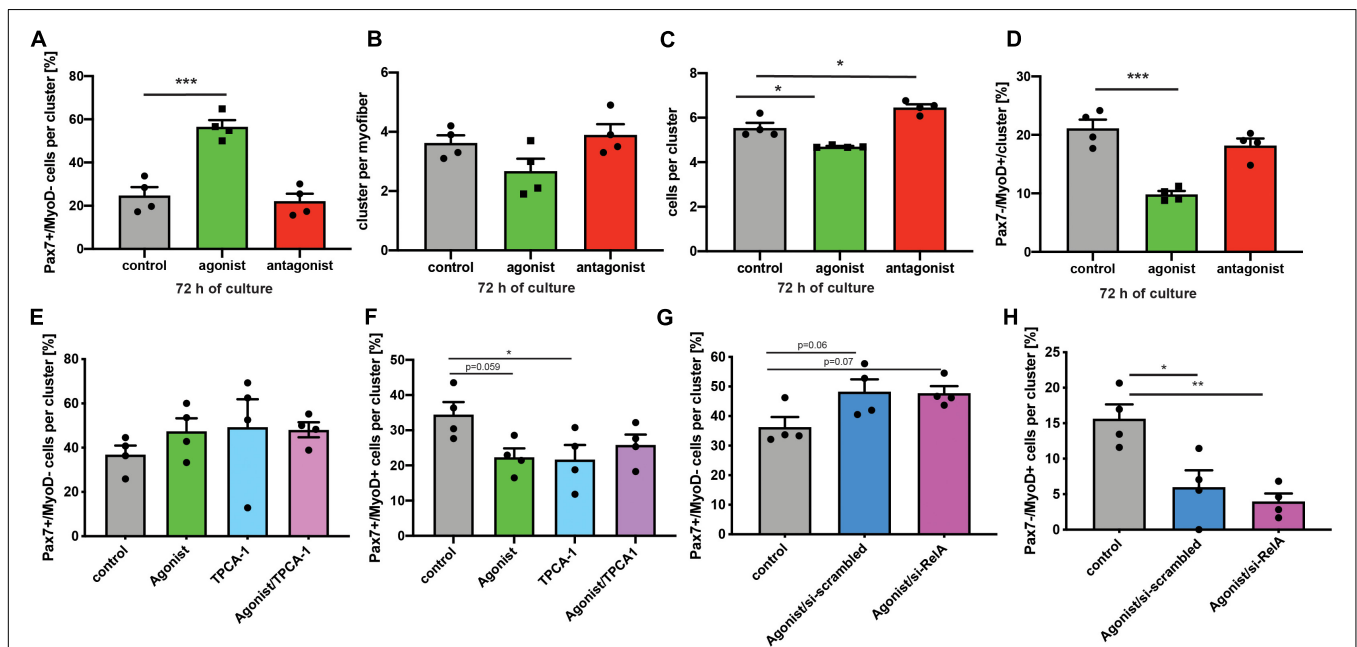 A
Pax7+/MyoD- cells per cluster [%]
80
60
40
20
0
***
control
agonist
antagonist
72 h of culture
B
cluster per myofiber
6
4
2
0
control
agonist
antagonist
72 h of culture
C
cells per cluster
8
6
4
2
0
*
*
control
agonist
antagonist
72 h of culture
D
Pax7-/MyoD+/cluster [%]
30
20
10
0
***
control
agonist
antagonist
72 h of culture
E
Pax7+/MyoD- cells per cluster [%]
80
60
40
20
0
control
Agonist
TPCA-1
Agonist/TPCA-1
F
Pax7+/MyoD+ cells per cluster [%]
50
40
30
20
10
0
*
p=0.059
control
Agonist
TPCA-1
Agonist/TPCA1
G
Pax7+/MyoD- cells per cluster [%]
60
50
40
30
20
10
0
p=0.06
p=0.07
control
Agonist/si-scrambled
Agonist/si-RelA
H
Pax7-/MyoD+ cells per cluster [%]
25
20
15
10
5
0
*
**
control
Agonist/si-scrambled
Agonist/si-RelA